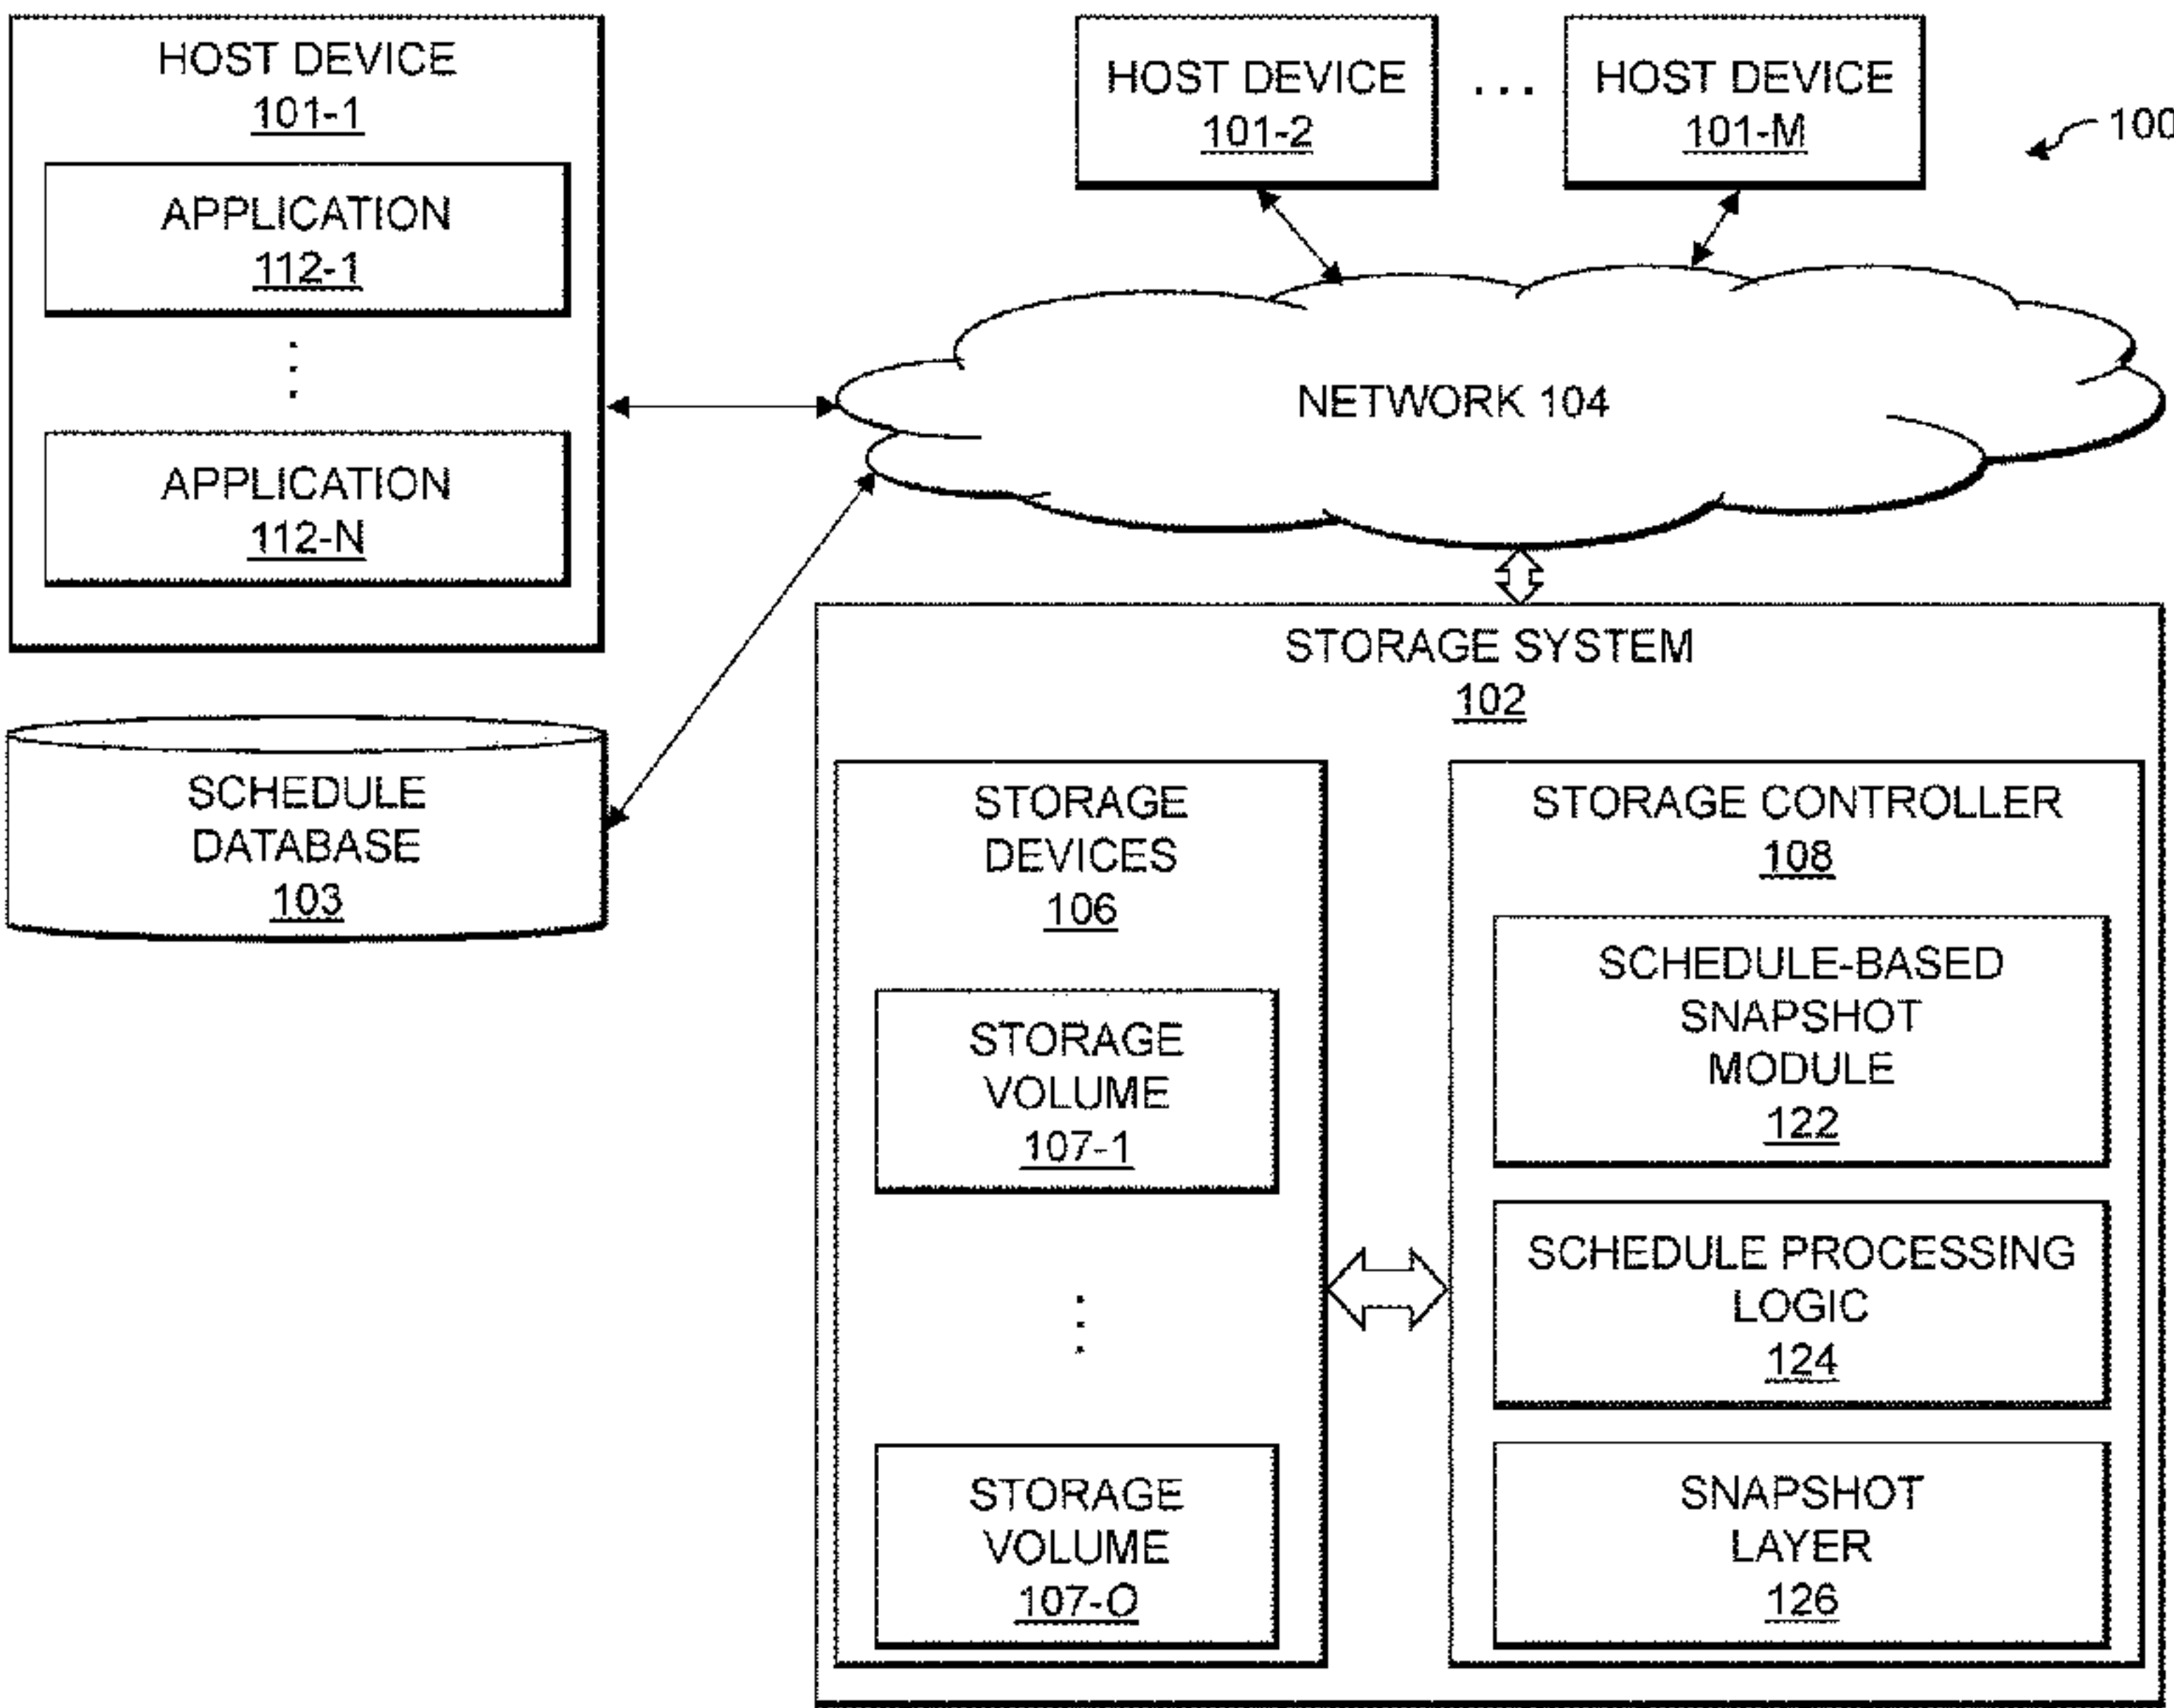 HOST DEVICE
101-1
APPLICATION
112-1
⋮
APPLICATION
112-N
HOST DEVICE
101-2
...
HOST DEVICE
101-M
100
NETWORK 104
SCHEDULE
DATABASE
103
STORAGE SYSTEM
102
STORAGE
DEVICES
106
STORAGE
VOLUME
107-1
⋮
STORAGE
VOLUME
107-O
STORAGE CONTROLLER
108
SCHEDULE-BASED
SNAPSHOT
MODULE
122
SCHEDULE PROCESSING
LOGIC
124
SNAPSHOT
LAYER
126